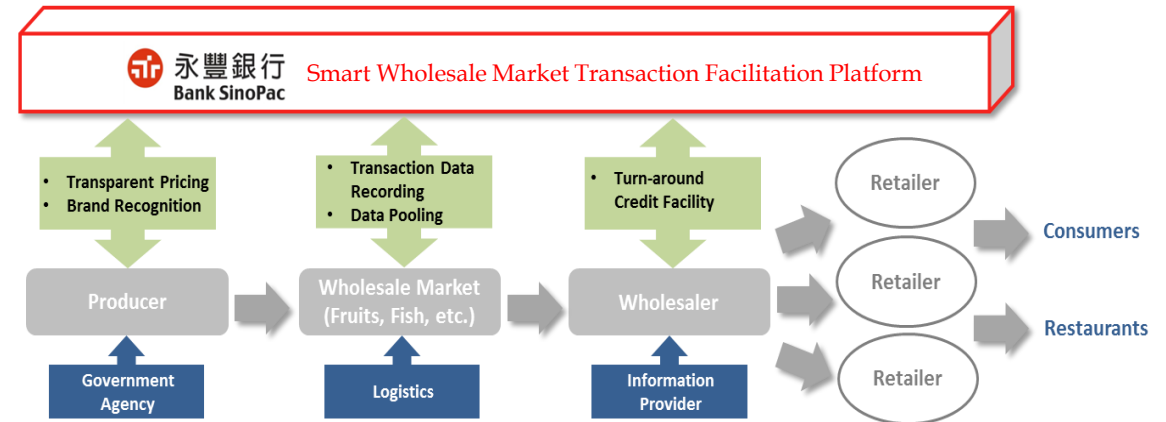 永豐銀行
Bank SinoPac
Smart Wholesale Market Transaction Facilitation Platform
• Transparent Pricing
• Brand Recognition
• Transaction Data
Recording
• Data Pooling
• Turn-around
Credit Facility
Producer
Wholesale Market
(Fruits, Fish, etc.)
Wholesaler
Retailer
Retailer
Retailer
Consumers
Restaurants
Government
Agency
Logistics
Information
Provider